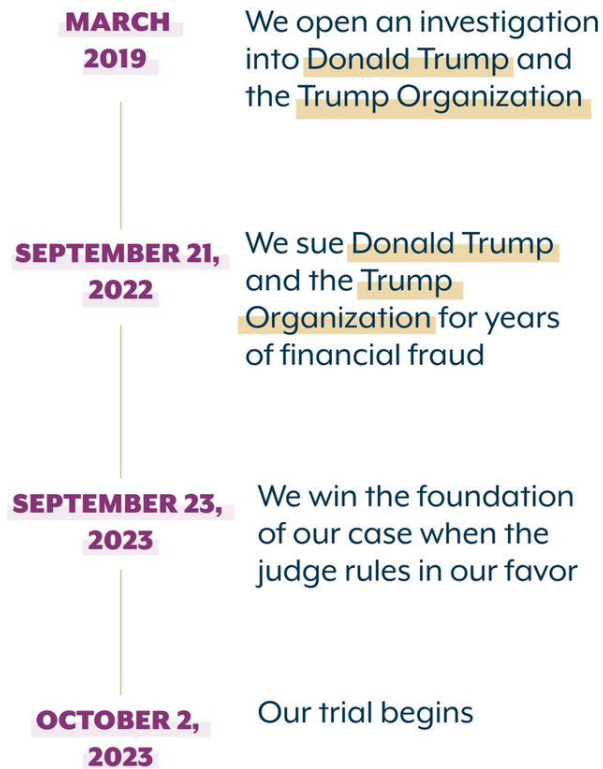 MARCH
2019
We open an investigation
into Donald Trump and
the Trump Organization
SEPTEMBER 21,
2022
We sue Donald Trump
and the Trump
Organization for years
of financial fraud
SEPTEMBER 23,
2023
We win the foundation
of our case when the
judge rules in our favor
OCTOBER 2,
2023
Our trial begins